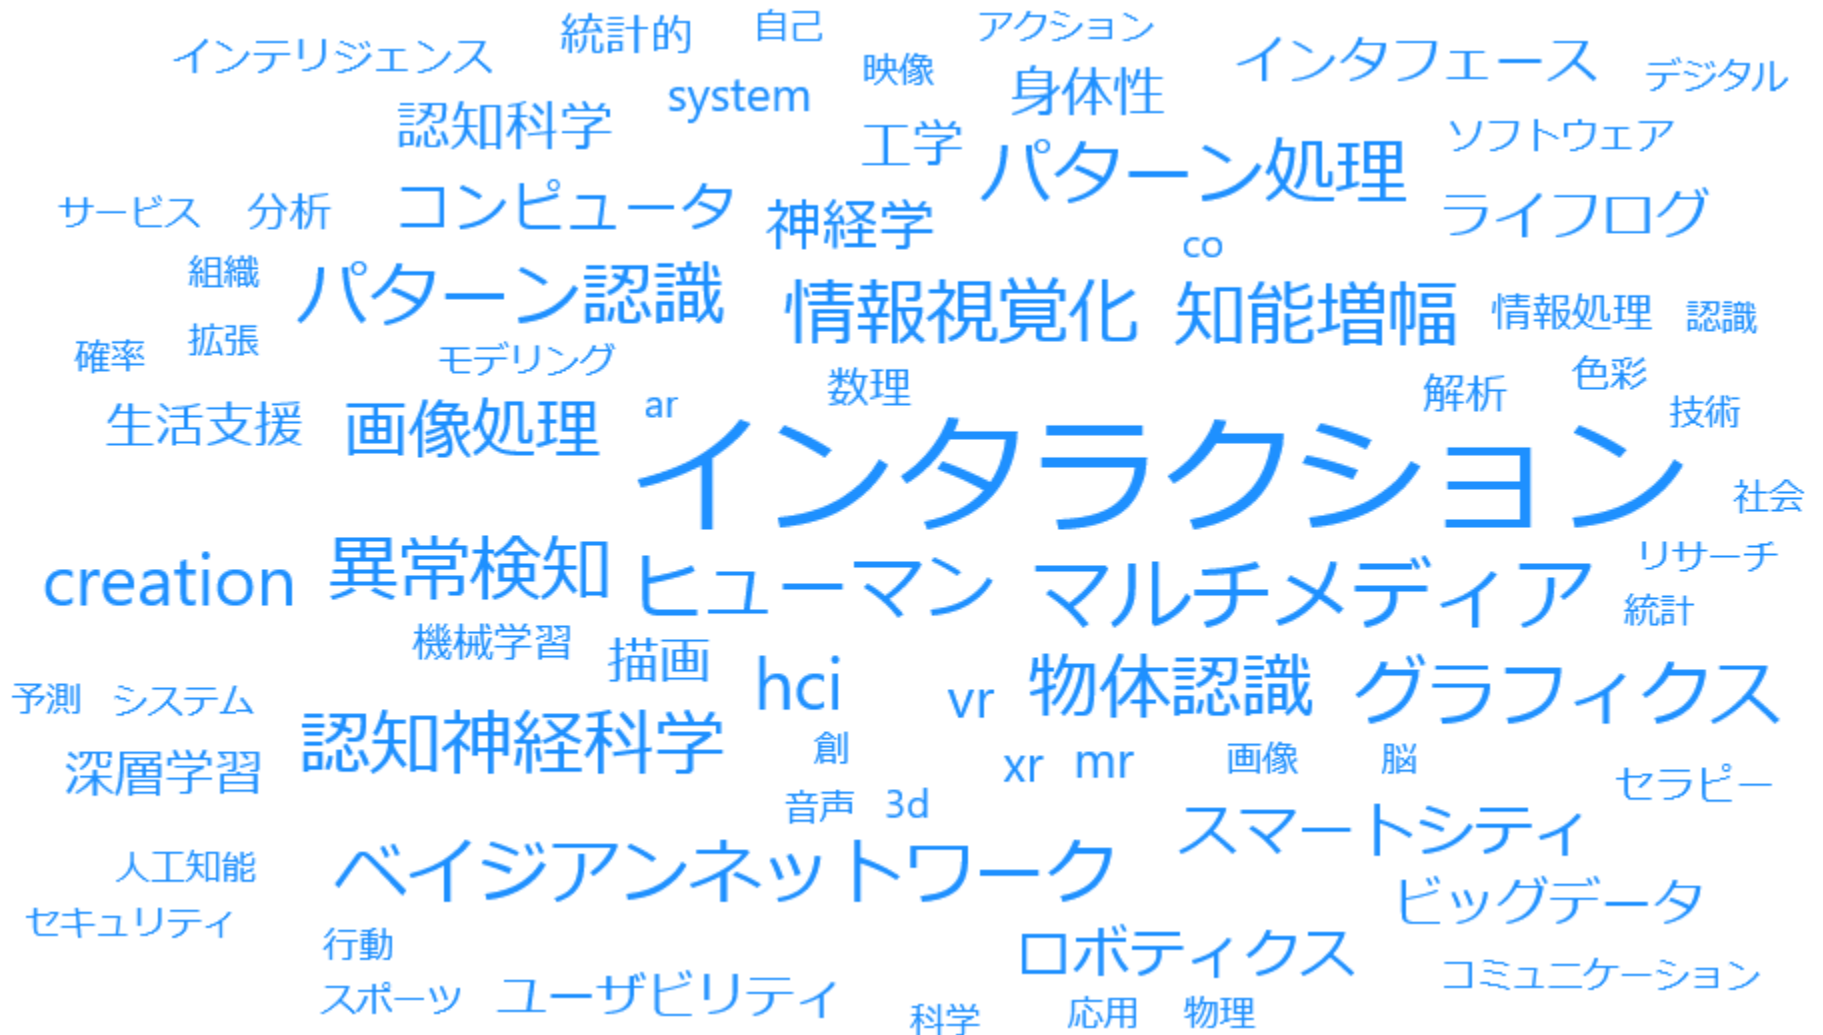 インテリジェンス
統計的
自己
アクション
インタフェース
デジタル
映像
身体性
system
認知科学
工学
パターン処理
ソフトウェア
サービス
分析
コンピュータ
神経学
ライフログ
co
組織
パターン認識
情報視覚化
知能増幅
情報処理
認識
確率
拡張
モデリング
数理
解析
色彩
技術
生活支援
画像処理
ar
インタラクション
社会
creation
異常検知
ヒューマン
マルチメディア
リサーチ
統計
機械学習
描画
hci
vr
物体認識
グラフィクス
予測
システム
認知神経科学
創
xr
mr
画像
脳
深層学習
セラピー
音声
3d
スマートシティ
人工知能
ベイジアンネットワーク
ビッグデータ
セキュリティ
行動
ロボティクス
コミュニケーション
スポーツ
ユーザビリティ
科学
応用
物理